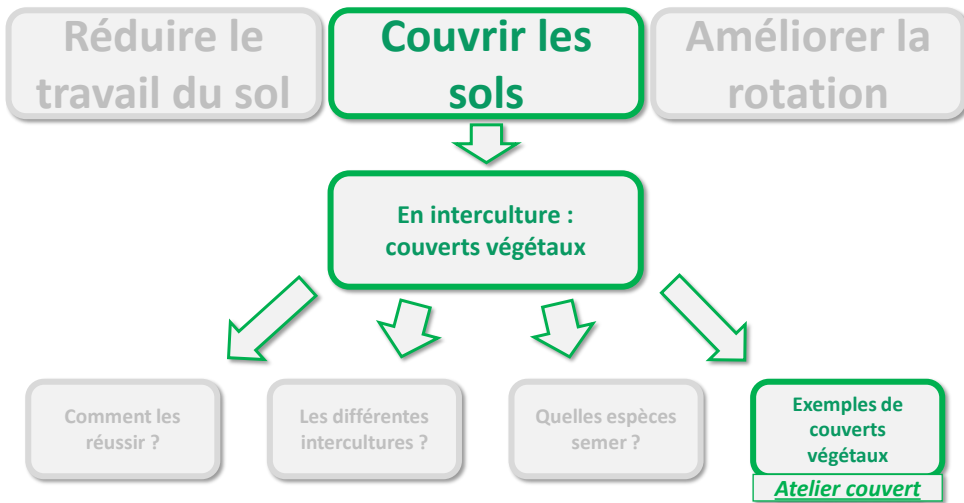 Réduire le
travail du sol
Couvrir les
sols
Améliorer la
rotation
En interculture :
couverts végétaux
Comment les
réussir ?
Les différentes
intercultures ?
Quelles espèces
semer ?
Exemples de
couverts
végétaux
Atelier couvert